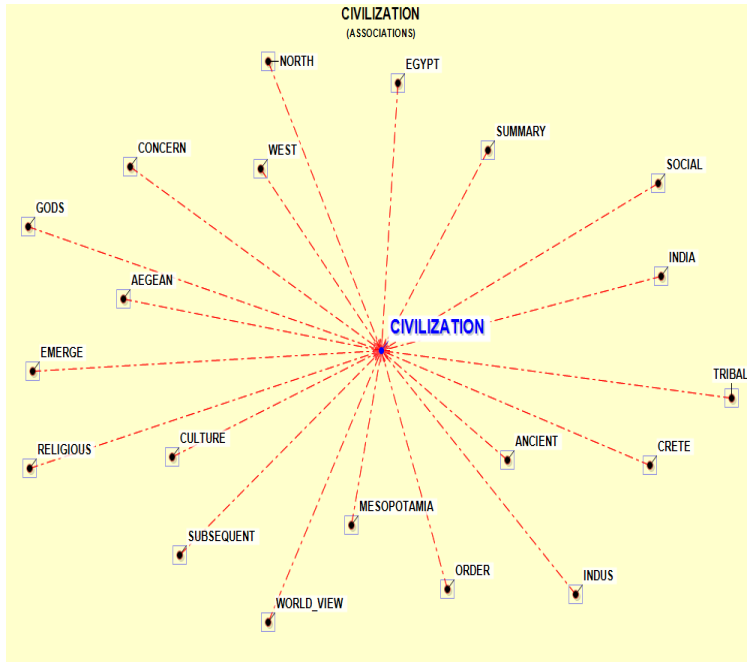 CIVILIZATION
(ASSOCIATIONS)
NORTH
EGYPT
SUMMARY
CONCERN
WEST
SOCIAL
GODS
INDIA
AEGEAN
CIVILIZATION
EMERGE
TRIBAL
RELIGIOUS
CULTURE
ANCIENT
CRETE
MESOPOTAMIA
SUBSEQUENT
ORDER
INDUS
WORLD_VIEW